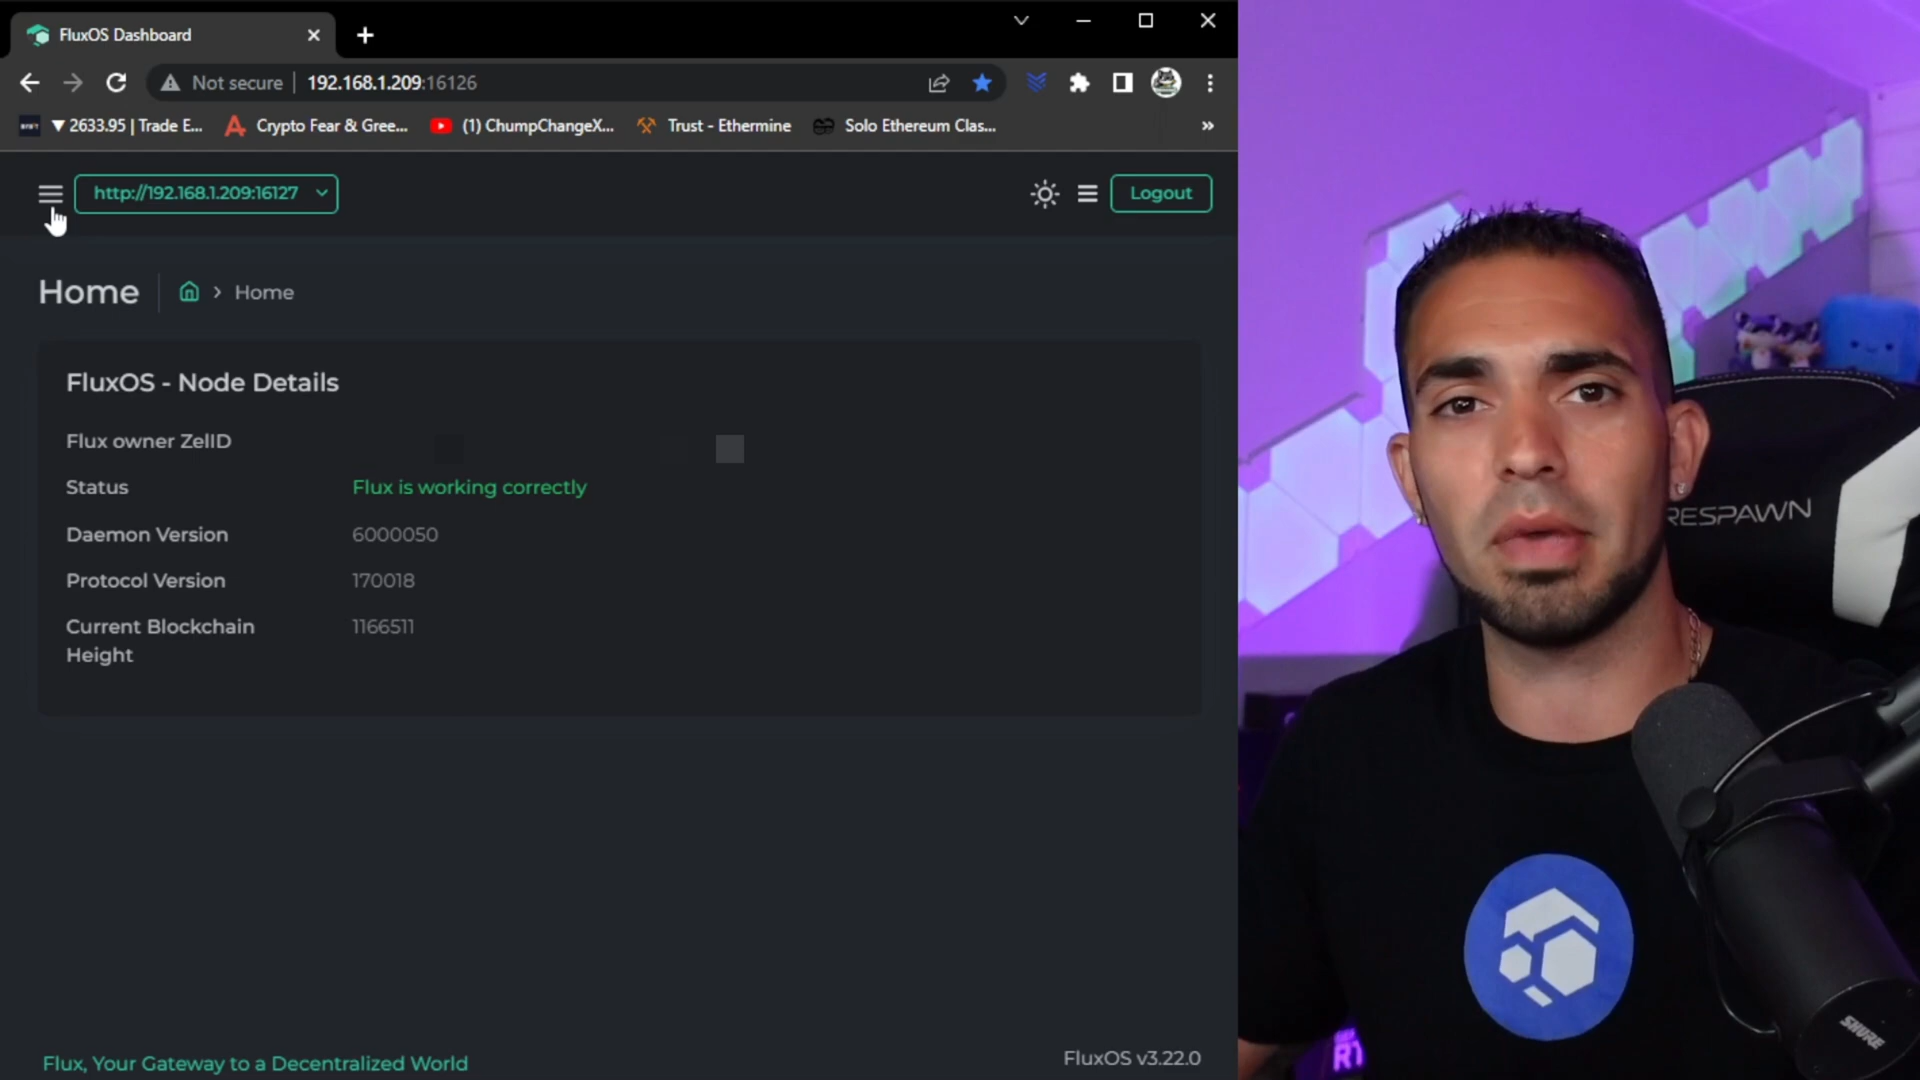 FluxOS Dashboard
Not secure
192.168.1.209:16126
▼2633.95 | Trade E...
Crypto Fear & Gree...
(1) ChumpChangeX...
Trust - Ethermine
Solo Ethereum Clas...
»
http://192.168.1.209:16127
Logout
Home
Home
FluxOS - Node Details
Flux owner ZelID
Status
Flux is working correctly
Daemon Version
6000050
Protocol Version
170018
Current Blockchain
Height
1166511
Flux, Your Gateway to a Decentralized World
FluxOS v3.22.0
RESPAWN
SHURE